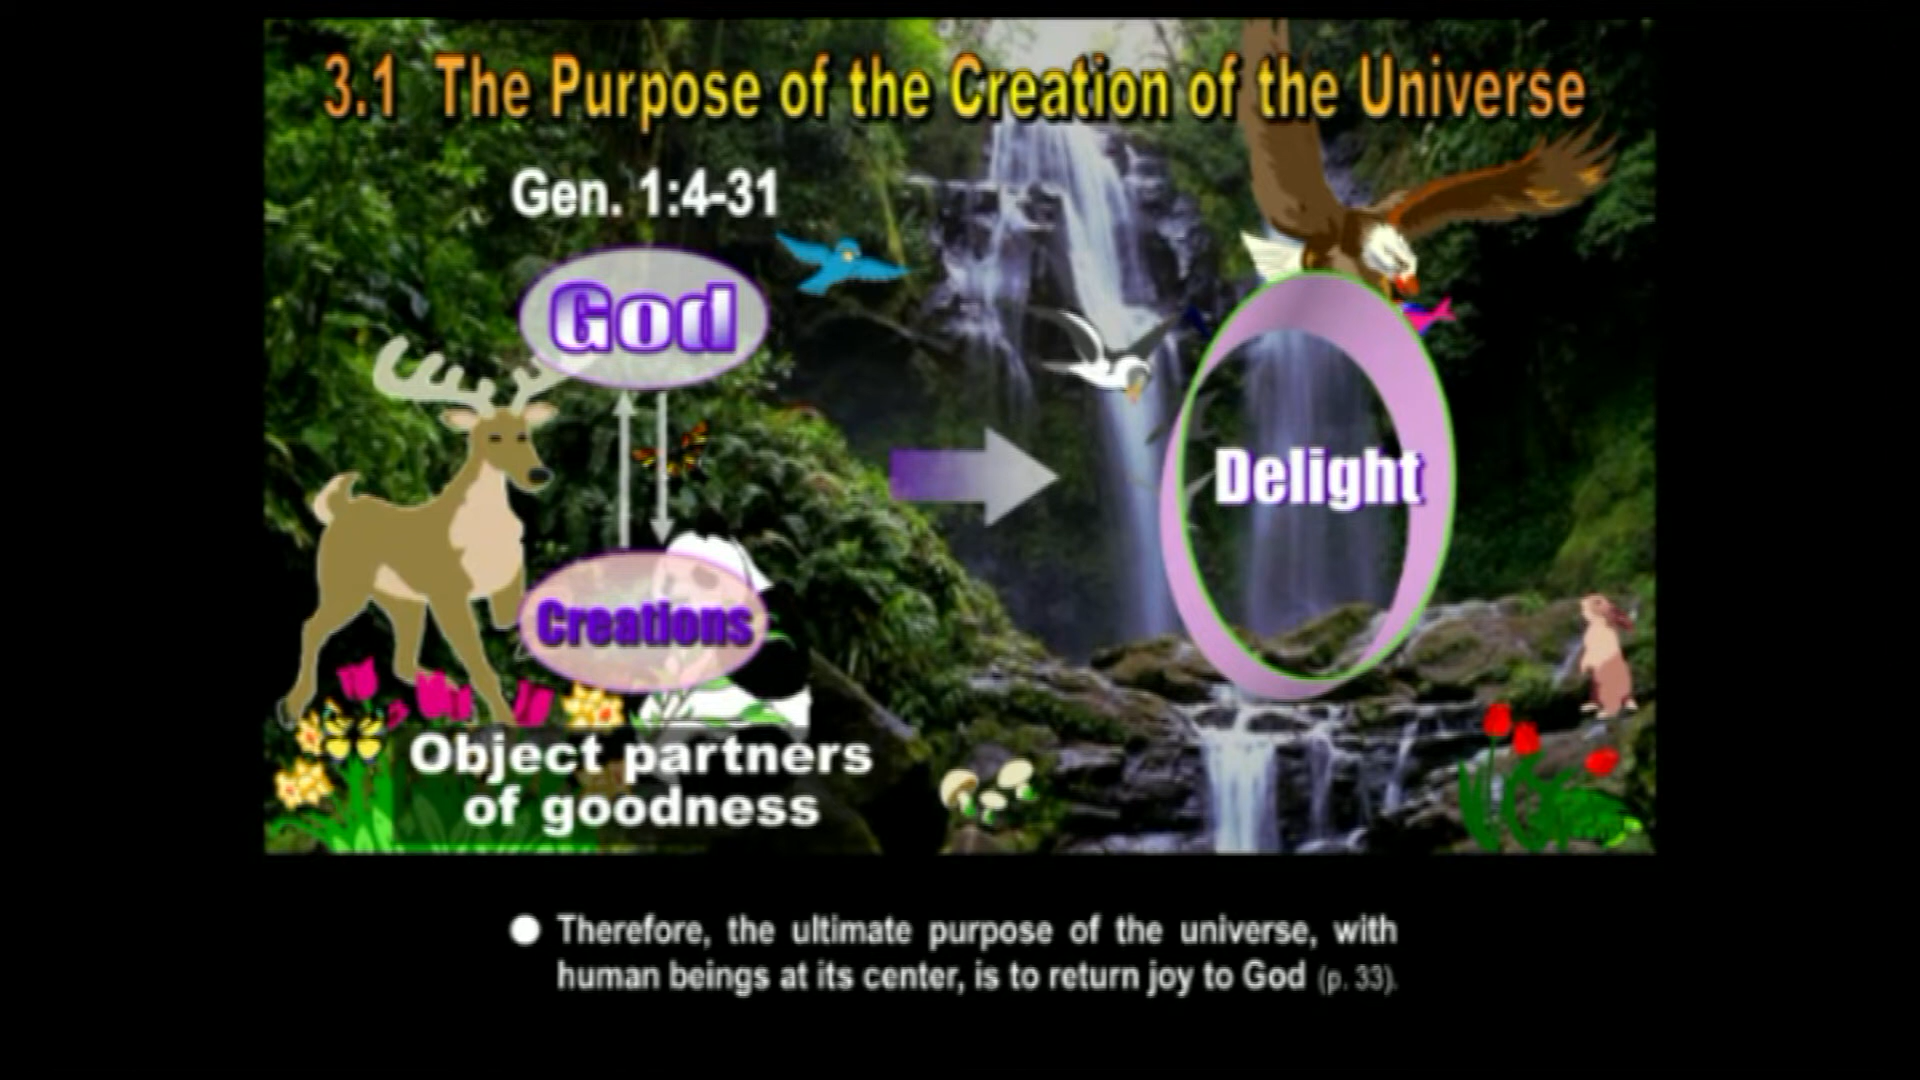 3.1 The Purpose of the Creation of the Universe
Gen. 1:4-31
God
Creations
Object partners
of goodness
Delight
● Therefore, the ultimate purpose of the universe, with
human beings at its center, is to return joy to God (p. 33).